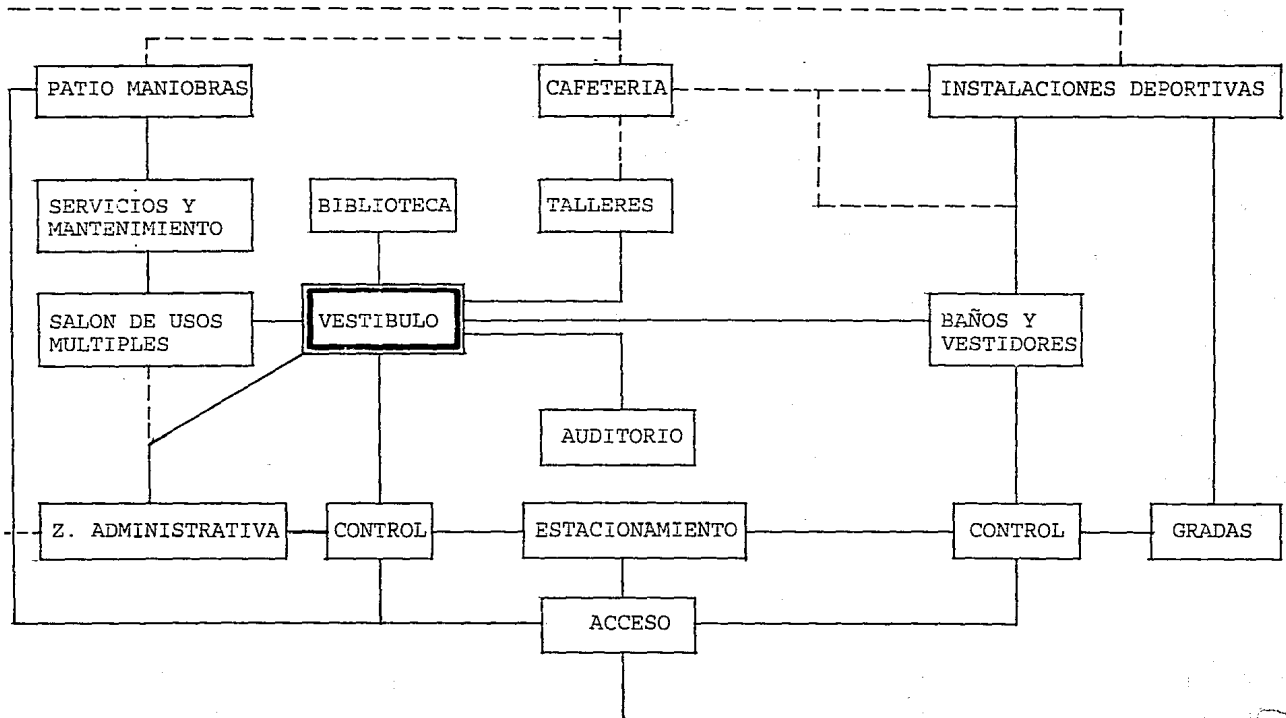 PATIO MANIOBRAS
CAFETERIA
INSTALACIONES DEPORTIVAS
SERVICIOS Y
MANTENIMIENTO
BIBLIOTECA
TALLERES
SALON DE USOS
MULTIPLES
VESTIBULO
BAÑOS Y
VESTIDORES
AUDITORIO
Z. ADMINISTRATIVA
CONTROL
ESTACIONAMIENTO
CONTROL
GRADAS
ACCESO